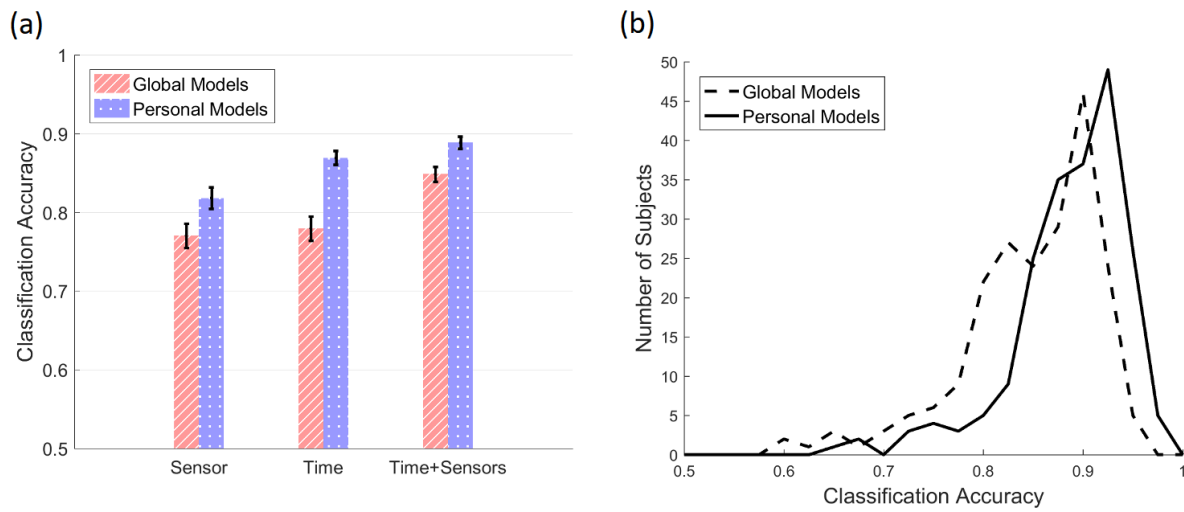 (a)
Classification Accuracy
1
0.9
0.8
0.7
0.6
0.5
Global Models
Personal Models
Sensor
Time
Time+Sensors
(b)
Number of Subjects
50
45
40
35
30
25
20
15
10
5
0
Global Models
Personal Models
0.5
0.6
0.7
0.8
0.9
1
Classification Accuracy